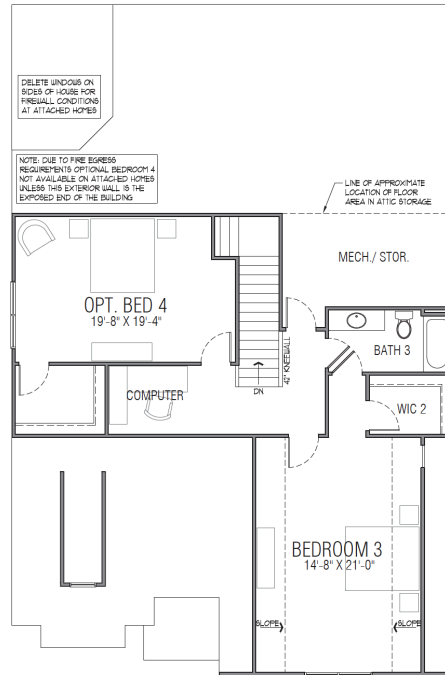 DELETE WINDOWS ON
SIDES OF HOUSE FOR
FIREWALL CONDITIONS
AT ATTACHED HOMES
NOTE: DUE TO FIRE EGRESS
REQUIREMENTS OPTIONAL BEDROOM 4
NOT AVAILABLE ON ATTACHED HOMES
UNLESS THIS EXTERIOR WALL IS THE
EXPOSED END OF THE BUILDING
LINE OF APPROXIMATE
LOCATION OF FLOOR
AREA IN ATTIC STORAGE
MECH./ STOR.
OPT. BED 4
19'-8" X 19'-4"
BATH 3
42" KNEEWALL
DN
COMPUTER
WIC 2
BEDROOM 3
14'-8" X 21'-0"
SLOPE
SLOPE